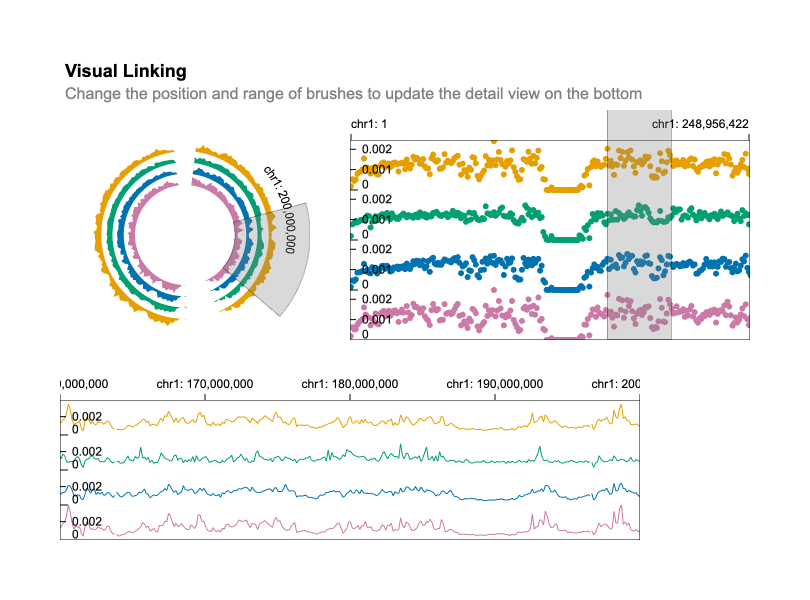 Visual Linking
Change the position and range of brushes to update the detail view on the bottom
chr1: 200,000,000
chr1: 1
chr1: 248,956,422
0.002
0.001
0
0.002
0.001
0
0.002
0.001
0
0.002
0.001
0
0,000,000
chr1: 170,000,000
chr1: 180,000,000
chr1: 190,000,000
chr1: 200
0.002
0
0.002
0
0.002
0
0.002
0